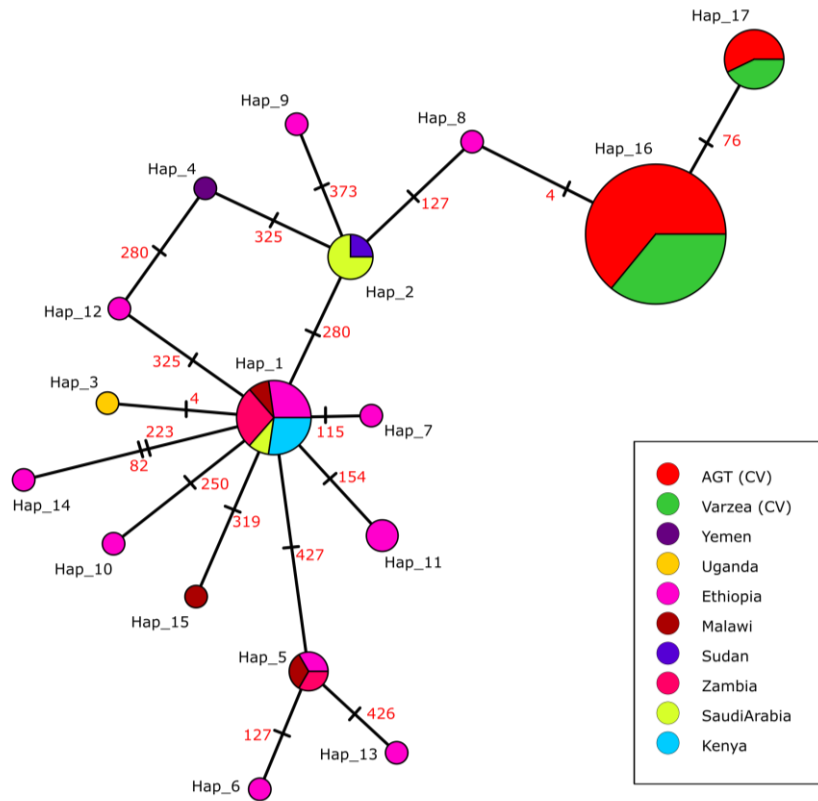 Hap_17
Hap_9
Hap_8
76
Hap_16
Hap_4
373
127
4
325
280
Hap_2
Hap_12
280
325
Hap_1
Hap_3
4
223
115
Hap_7
82
154
250
Hap_14
319
427
Hap_11
Hap_10
Hap_15
Hap_5
426
127
Hap_13
Hap_6
AGT (CV)
Varzea (CV)
Yemen
Uganda
Ethiopia
Malawi
Sudan
Zambia
SaudiArabia
Kenya